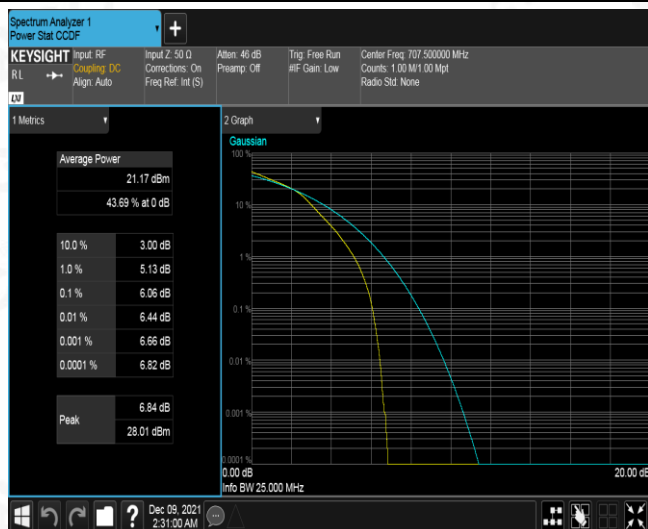 Spectrum Analyzer 1
Power Stat CCDF
+
KEYSIGHT
R L
LXI
Input: RF
Coupling: DC
Align: Auto
Input Z: 50 Ω
Corrections: On
Freq Ref: Int (S)
Atten: 46 dB
Preamp: Off
Trig: Free Run
#IF Gain: Low
Center Freq: 707.500000 MHz
Counts: 1.00 M/1.00 Mpt
Radio Std: None
1 Metrics
Average Power
21.17 dBm
43.69 % at 0 dB
10.0 % 3.00 dB
1.0 % 5.13 dB
0.1 % 6.06 dB
0.01 % 6.44 dB
0.001 % 6.66 dB
0.0001 % 6.82 dB
Peak
6.84 dB
28.01 dBm
2 Graph
Gaussian
100 %
10 %
1 %
0.1 %
0.01 %
0.001 %
0.0001 %
0.00 dB 20.00 dB
Info BW 25.000 MHz
?
Dec 09, 2021
2:31:00 AM